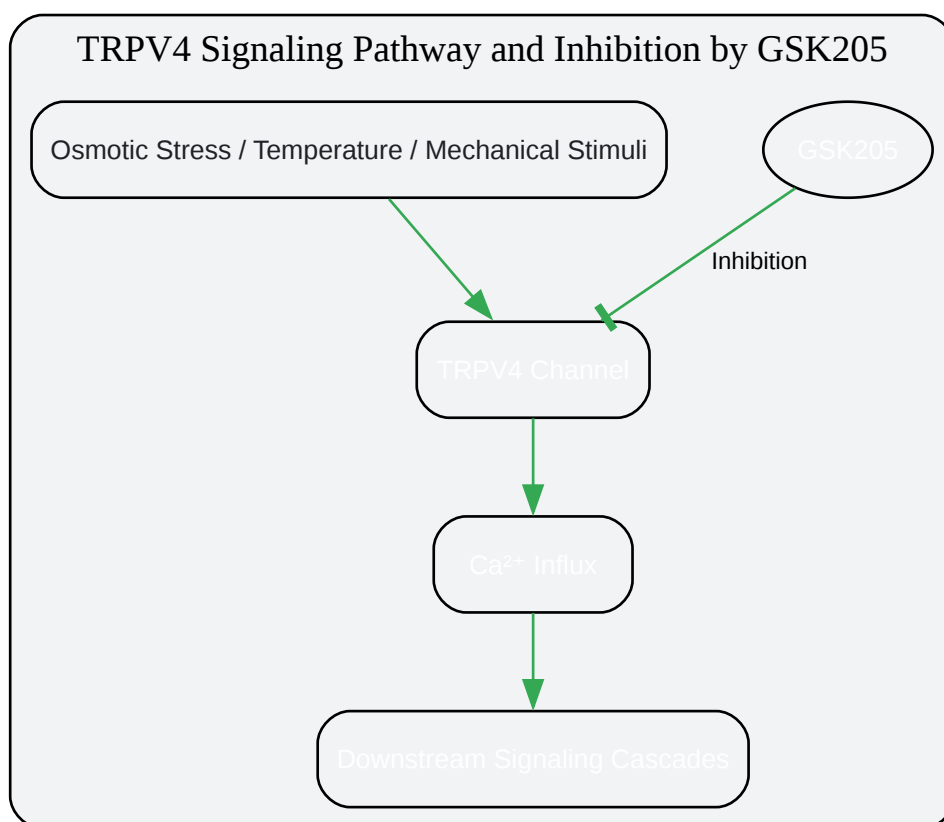 TRPV4 Signaling Pathway and Inhibition by GSK205
Osmotic Stress / Temperature / Mechanical Stimuli
GSK205
Inhibition
TRPV4 Channel
Ca²⁺ Influx
Downstream Signaling Cascades